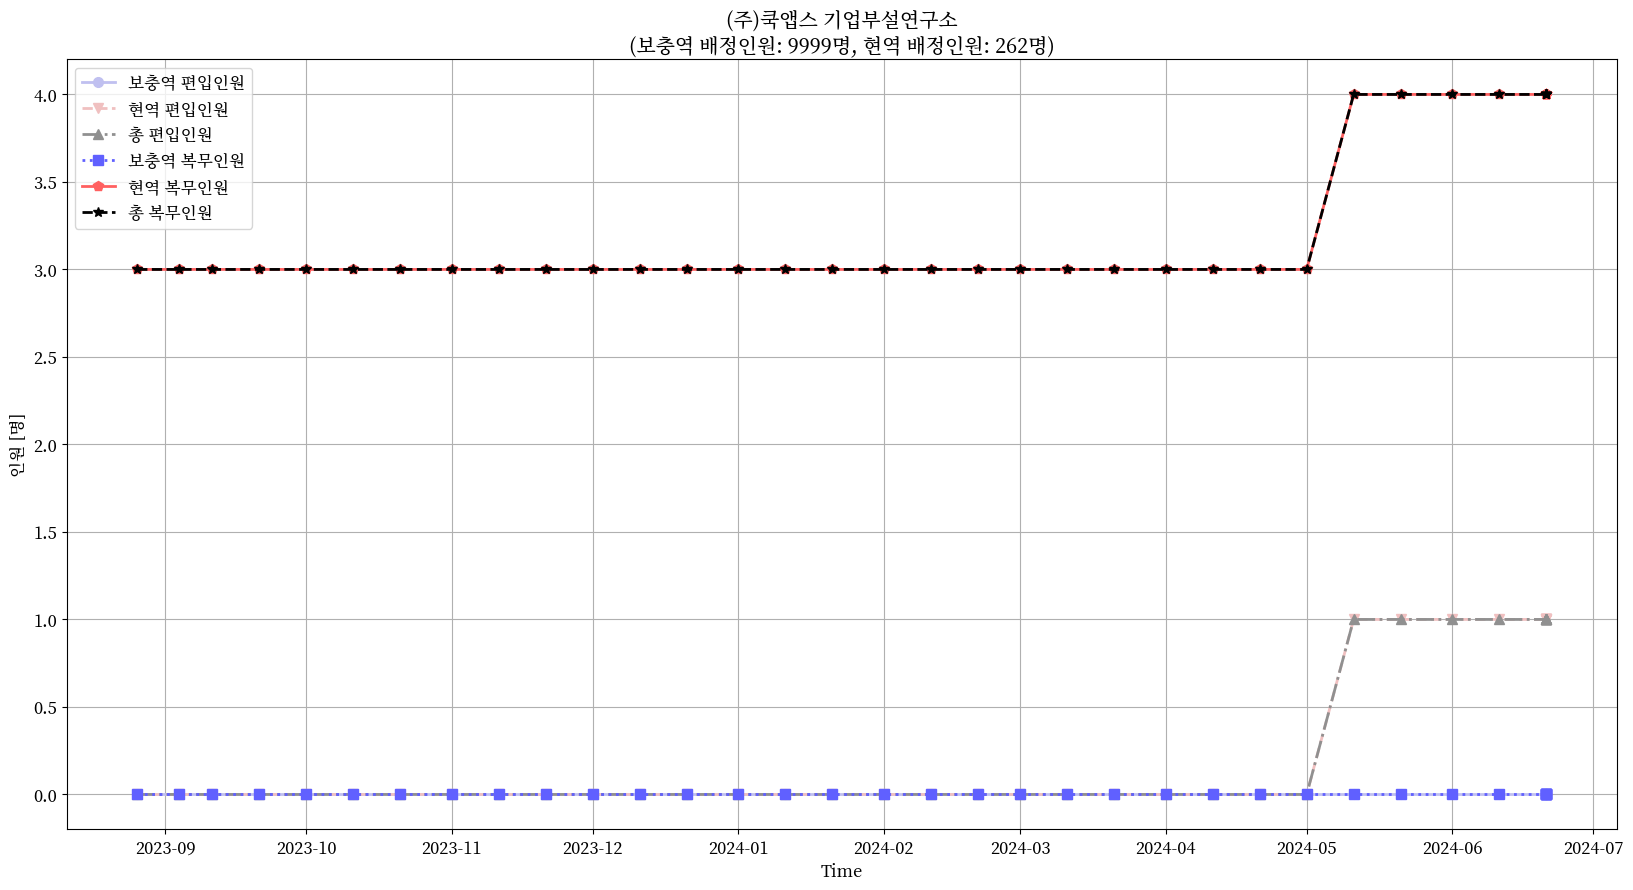 (주)쿡앱스 기업부설연구소
(보충역 배정인원: 9999명, 현역 배정인원: 262명)
보충역 편입인원
현역 편입인원
총 편입인원
보충역 복무인원
현역 복무인원
총 복무인원
4.0
3.5
3.0
2.5
2.0
1.5
1.0
0.5
0.0
인원 [명]
2023-09 2023-10 2023-11 2023-12 2024-01 2024-02 2024-03 2024-04 2024-05 2024-06 2024-07
Time